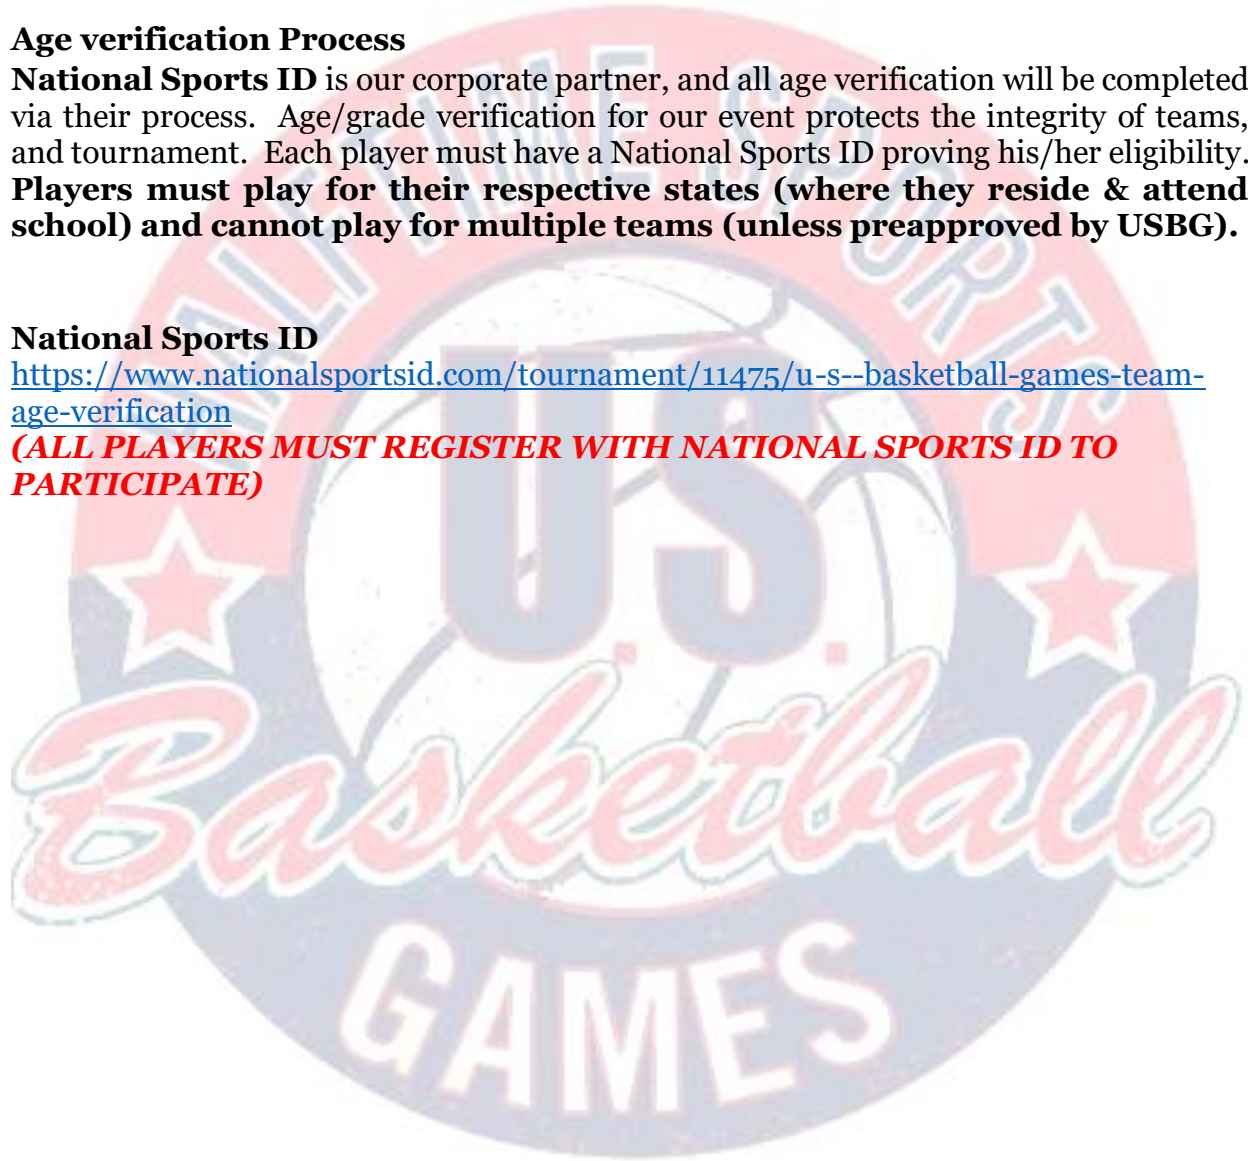 Age verification Process
National Sports ID is our corporate partner, and all age verification will be completed
via their process. Age/grade verification for our event protects the integrity of teams,
and tournament. Each player must have a National Sports ID proving his/her eligibility.
Players must play for their respective states (where they reside & attend
school) and cannot play for multiple teams (unless preapproved by USBG).
National Sports ID
https://www.nationalsportsid.com/tournament/11475/u-s--basketball-games-team-
age-verification
(ALL PLAYERS MUST REGISTER WITH NATIONAL SPORTS ID TO
PARTICIPATE)
HALFTIME SPORTS
U.S.
Basketball
GAMES